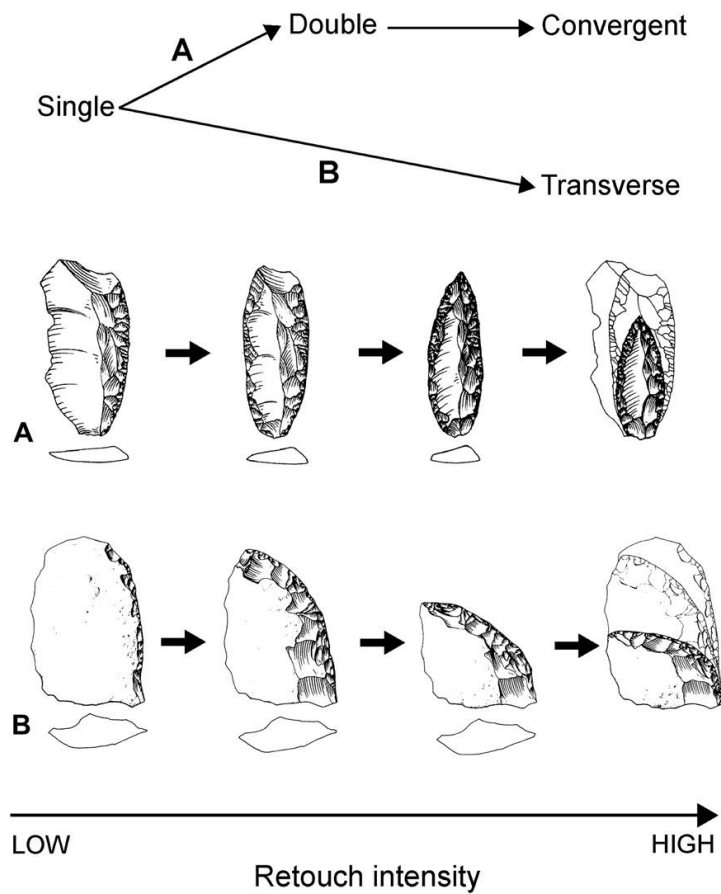 A Double Convergent
Single
B Transverse
A
B
LOW HIGH
Retouch intensity